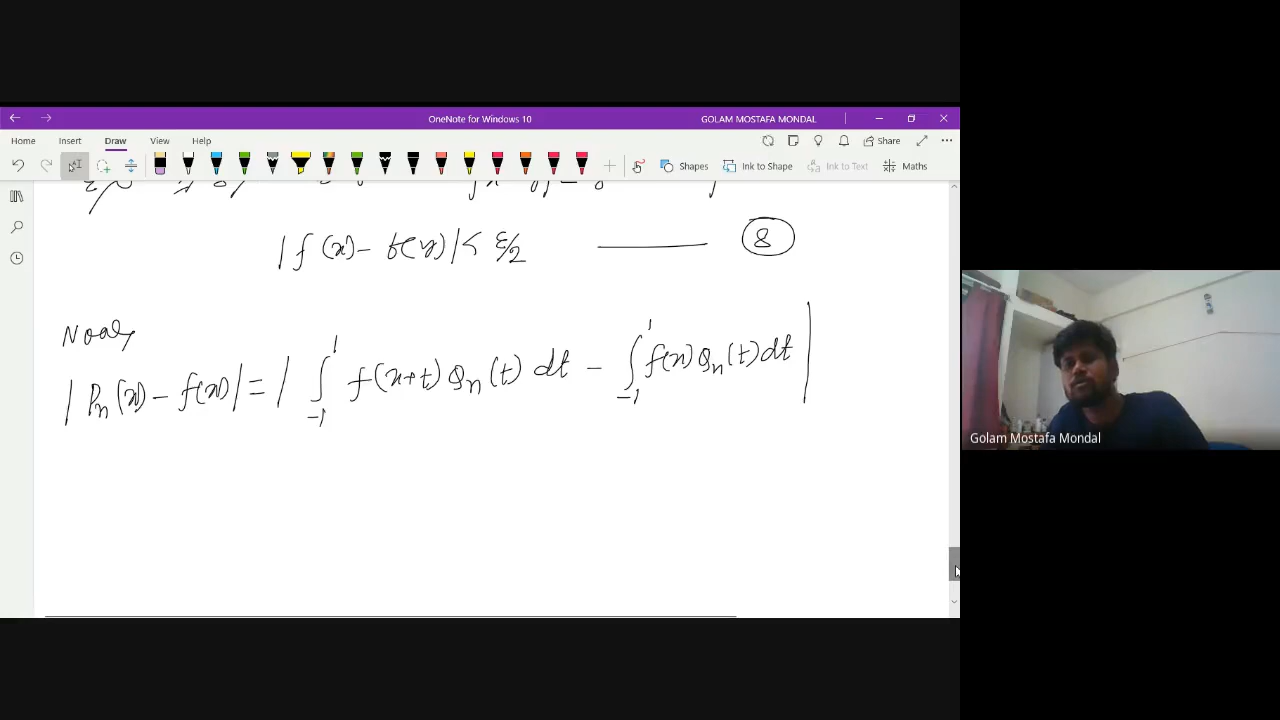 OneNote for Windows 10
GOLAM MOSTAFA MONDAL
Home Insert Draw View Help
Share
Shapes
Ink to Shape
Ink to Text
Maths
|f(x) - f(y)| < ε/2 ——— 8
|Pn(x) - f(x)| = | ∫_{-1}^{1} f(x+t) Qn(t) dt - ∫_{-1}^{1} f(x) Qn(t) dt |
Golam Mostafa Mondal